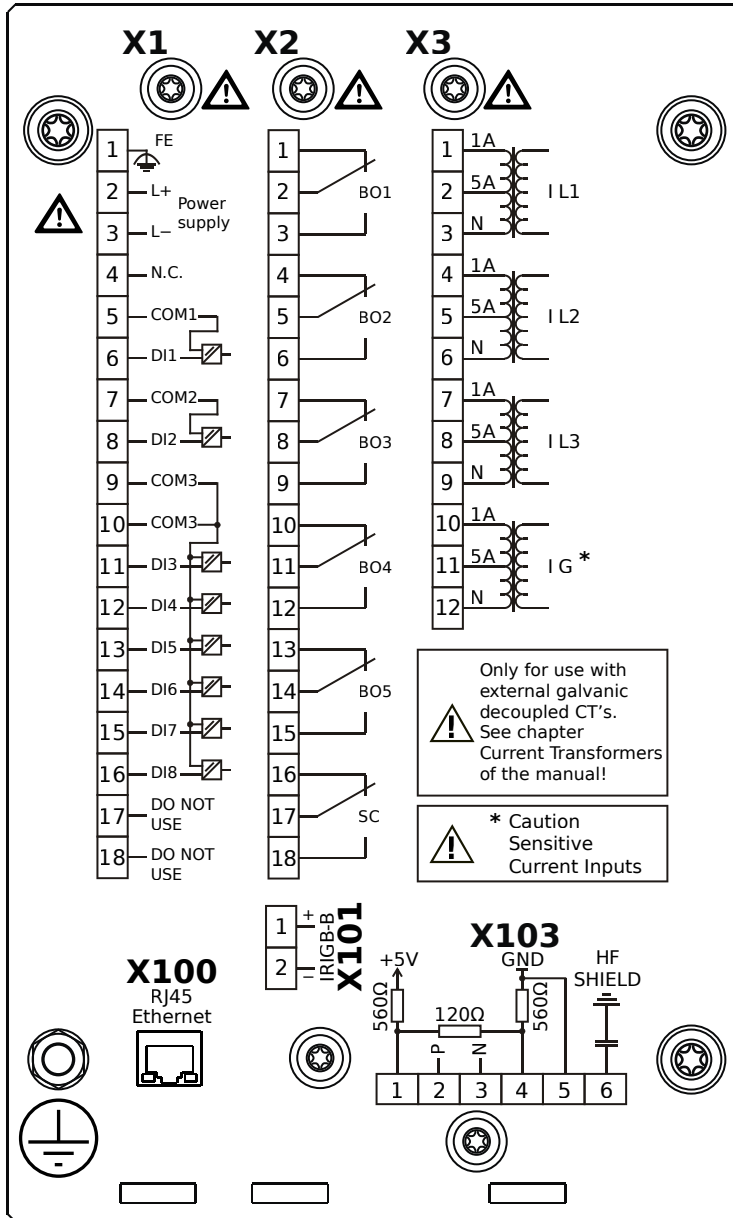 X1
X2
X3
1 FE
2 L+
Power
supply
3 L−
4 N.C.
5 COM1
6 DI1
7 COM2
8 DI2
9 COM3
10 COM3
11 DI3
12 DI4
13 DI5
14 DI6
15 DI7
16 DI8
17 DO NOT
USE
18 DO NOT
USE
1
2 BO1
3
4
5 BO2
6
7
8 BO3
9
10
11 BO4
12
13
14 BO5
15
16
17 SC
18
1 1A
2 5A I L1
3 N
4 1A
5 5A I L2
6 N
7 1A
8 5A I L3
9 N
10 1A
11 5A I G *
12 N
Only for use with
external galvanic
decoupled CT's.
See chapter
Current Transformers
of the manual!
* Caution
Sensitive
Current Inputs
1 +
2 −
IRIGB-B
X101
X100
RJ45
Ethernet
X103
+5V
GND
HF
SHIELD
560Ω
120Ω
560Ω
P
N
1 2 3 4 5 6